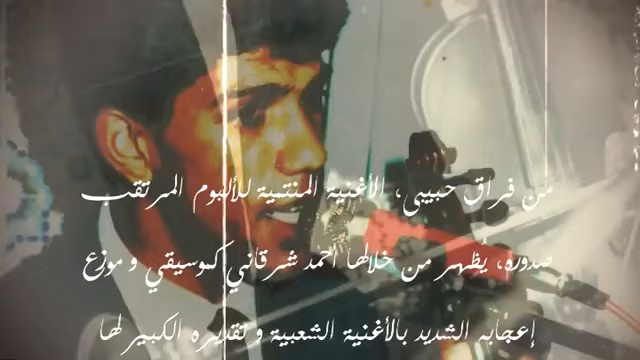 من فراق حبيبي، الأغنية المنتمية للألبوم المرتقب
صدوره، يُظهر من خلالها أحمد شرقاني كموسيقي و موزع
إعجابه الشديد بالأغنية الشعبية و تقديره الكبير لها